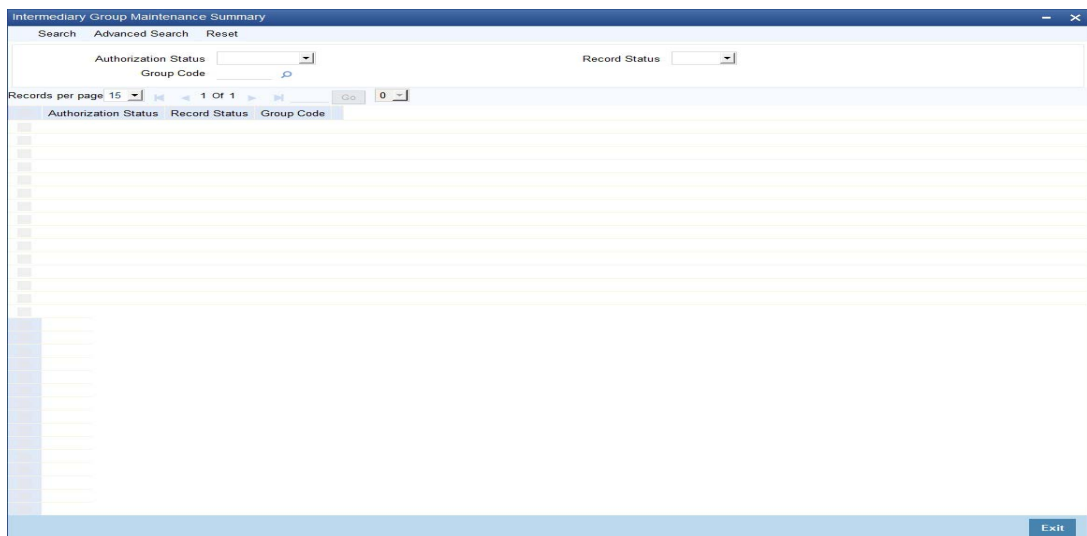 Intermediary Group Maintenance Summary
Search Advanced Search Reset
Authorization Status Record Status
Group Code
Records per page 15 1 Of 1 Go 0
Authorization Status Record Status Group Code
Exit